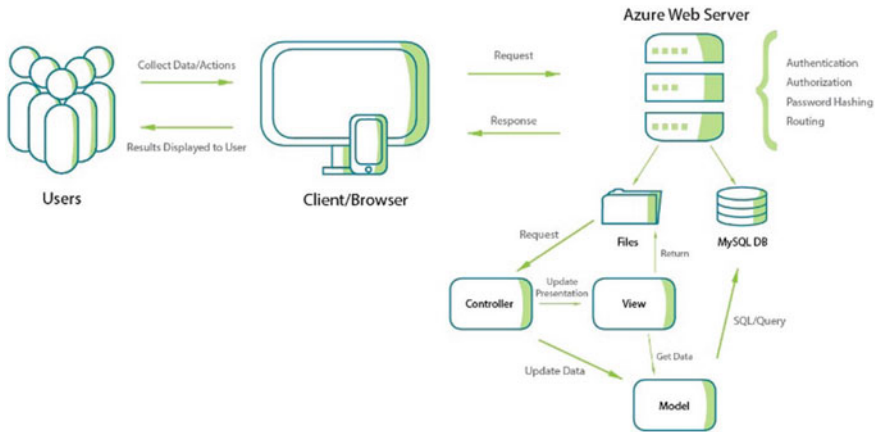 Azure Web Server
Collect Data/Actions
Request
Authentication
Authorization
Password Hashing
Routing
Response
Results Displayed to User
Users
Client/Browser
Files
MySQL DB
Request
Return
Controller
Update
Presentation
View
SQL/Query
Get Data
Update Data
Model